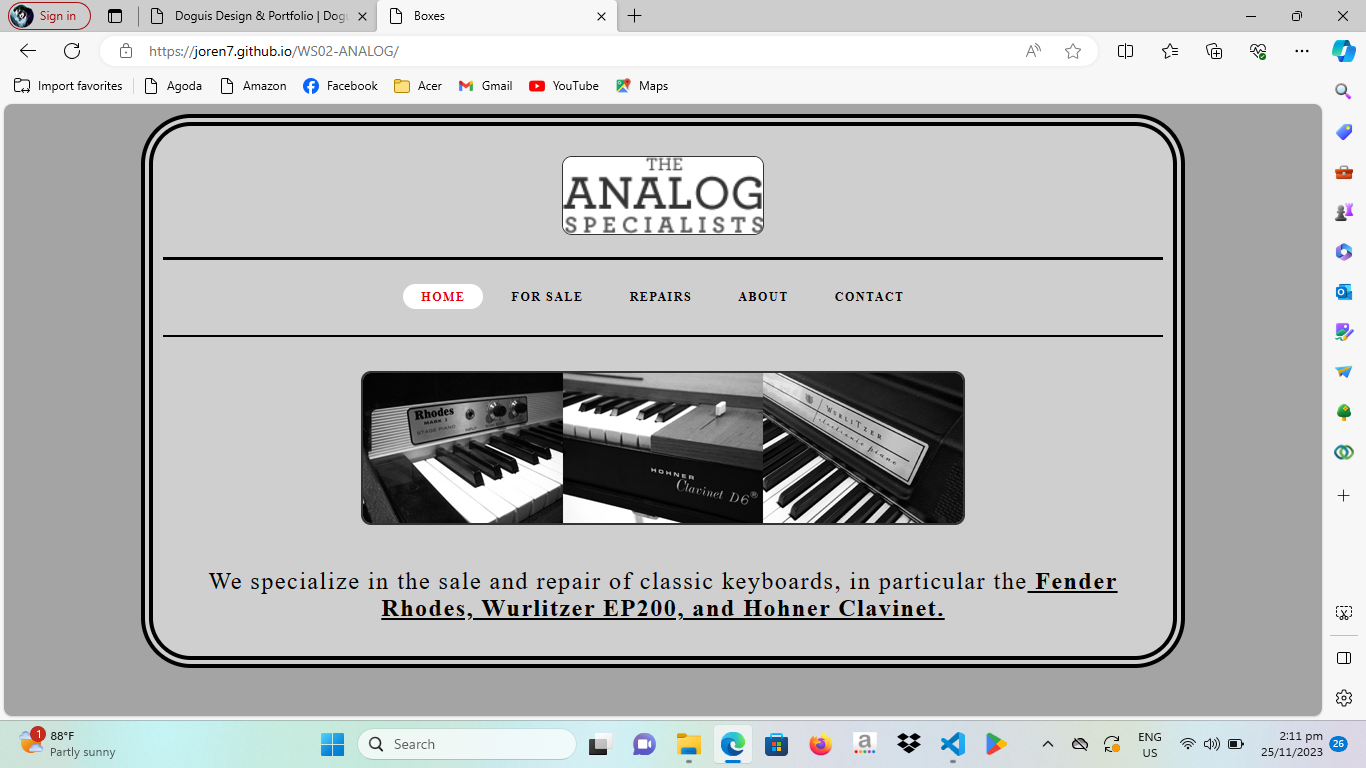 Sign in
Doguis Design & Portfolio | Dog
Boxes
https://joren7.github.io/WS02-ANALOG/
Import favorites
Agoda
Amazon
Facebook
Acer
Gmail
YouTube
Maps
THE
ANALOG
SPECIALISTS
HOME
FOR SALE
REPAIRS
ABOUT
CONTACT
Rhodes
MARK I
STAGE PIANO
INPUT
HOHNER
Clavinet D6®
WURLITZER
electronic piano
We specialize in the sale and repair of classic keyboards, in particular the Fender
Rhodes, Wurlitzer EP200, and Hohner Clavinet.
1
88°F
Partly sunny
Search
a
ENG
US
2:11 pm
25/11/2023
26